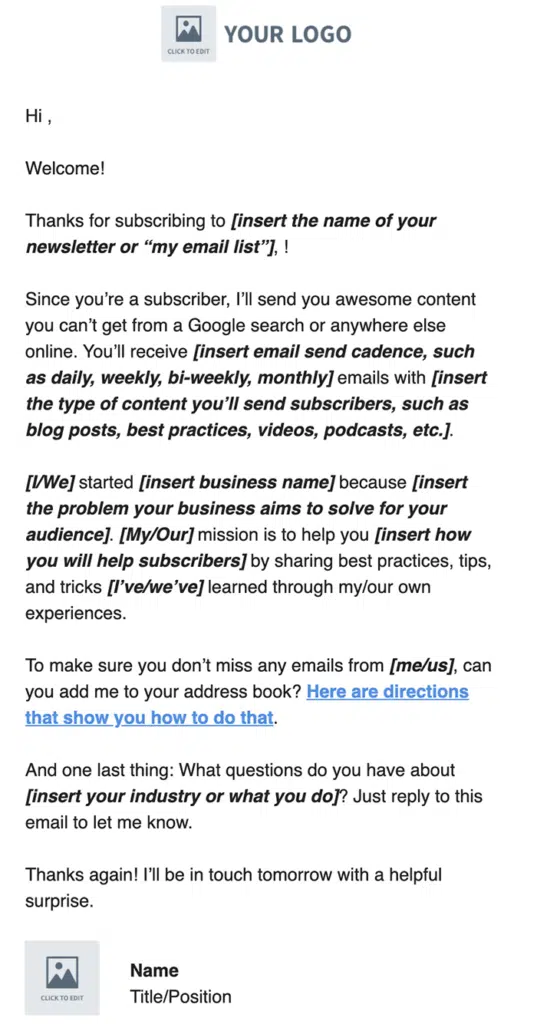 CLICK TO EDIT
YOUR LOGO
Hi ,
Welcome!
Thanks for subscribing to [insert the name of your
newsletter or “my email list”], !
Since you’re a subscriber, I’ll send you awesome content
you can’t get from a Google search or anywhere else
online. You’ll receive [insert email send cadence, such
as daily, weekly, bi-weekly, monthly] emails with [insert
the type of content you’ll send subscribers, such as
blog posts, best practices, videos, podcasts, etc.].
[I/We] started [insert business name] because [insert
the problem your business aims to solve for your
audience]. [My/Our] mission is to help you [insert how
you will help subscribers] by sharing best practices, tips,
and tricks [I’ve/we’ve] learned through my/our own
experiences.
To make sure you don’t miss any emails from [me/us], can
you add me to your address book? Here are directions
that show you how to do that.
And one last thing: What questions do you have about
[insert your industry or what you do]? Just reply to this
email to let me know.
Thanks again! I’ll be in touch tomorrow with a helpful
surprise.
CLICK TO EDIT
Name
Title/Position